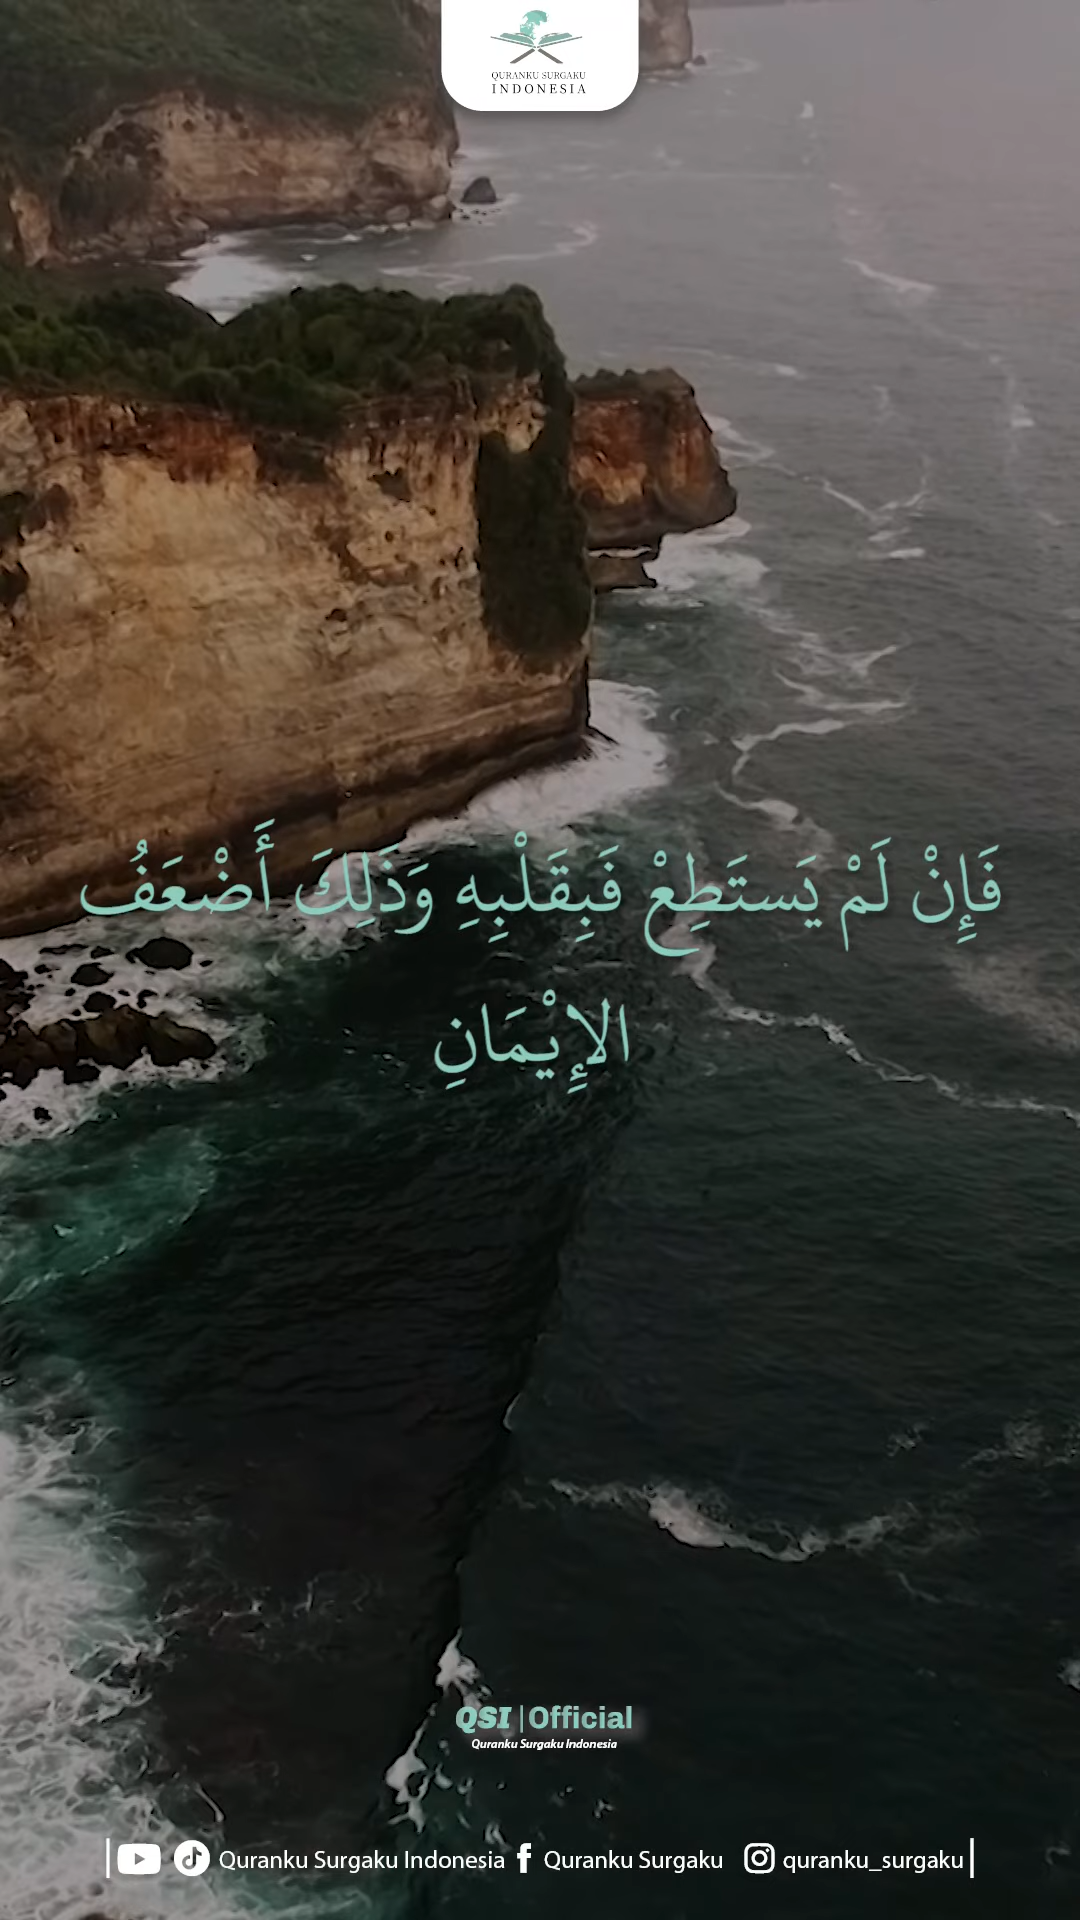 QURANKU SURGAKU
INDONESIA
فَإِنْ لَمْ يَستَطِعْ فَبِقَلْبِهِ وَذَلِكَ أَضْعَفُ
الإِيْمَانِ
QSI | Official
Quranku Surgaku Indonesia
Quranku Surgaku Indonesia Quranku Surgaku quranku_surgaku